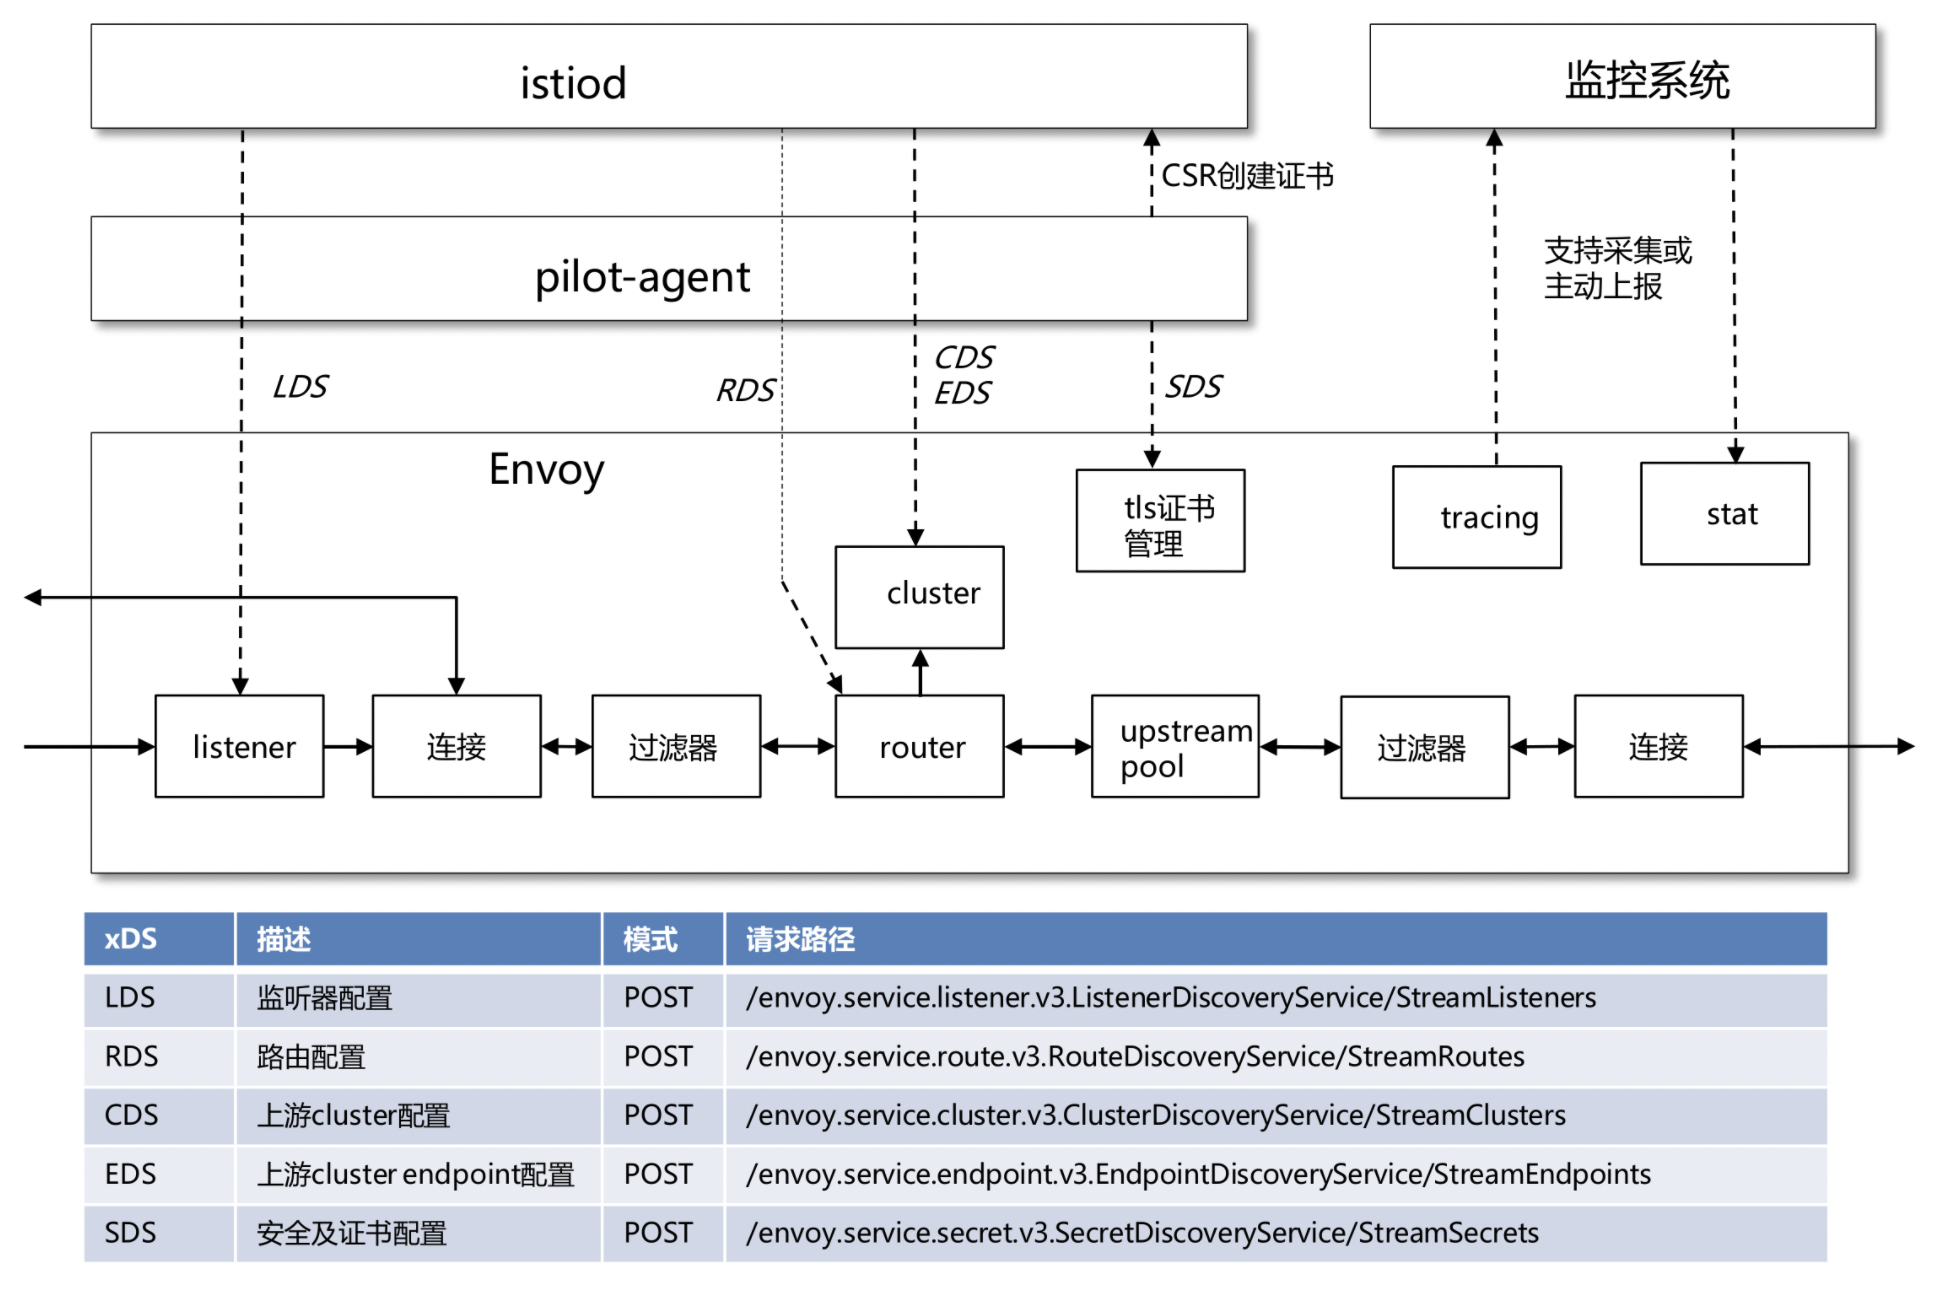 istiod
监控系统
CSR创建证书
pilot-agent
支持采集或
主动上报
LDS
RDS
CDS
EDS
SDS
Envoy
tls证书
管理
tracing
stat
cluster
listener
连接
过滤器
router
upstream
pool
过滤器
连接
xDS 描述 模式 请求路径
LDS 监听器配置 POST /envoy.service.listener.v3.ListenerDiscoveryService/StreamListeners
RDS 路由配置 POST /envoy.service.route.v3.RouteDiscoveryService/StreamRoutes
CDS 上游cluster配置 POST /envoy.service.cluster.v3.ClusterDiscoveryService/StreamClusters
EDS 上游cluster endpoint配置 POST /envoy.service.endpoint.v3.EndpointDiscoveryService/StreamEndpoints
SDS 安全及证书配置 POST /envoy.service.secret.v3.SecretDiscoveryService/StreamSecrets